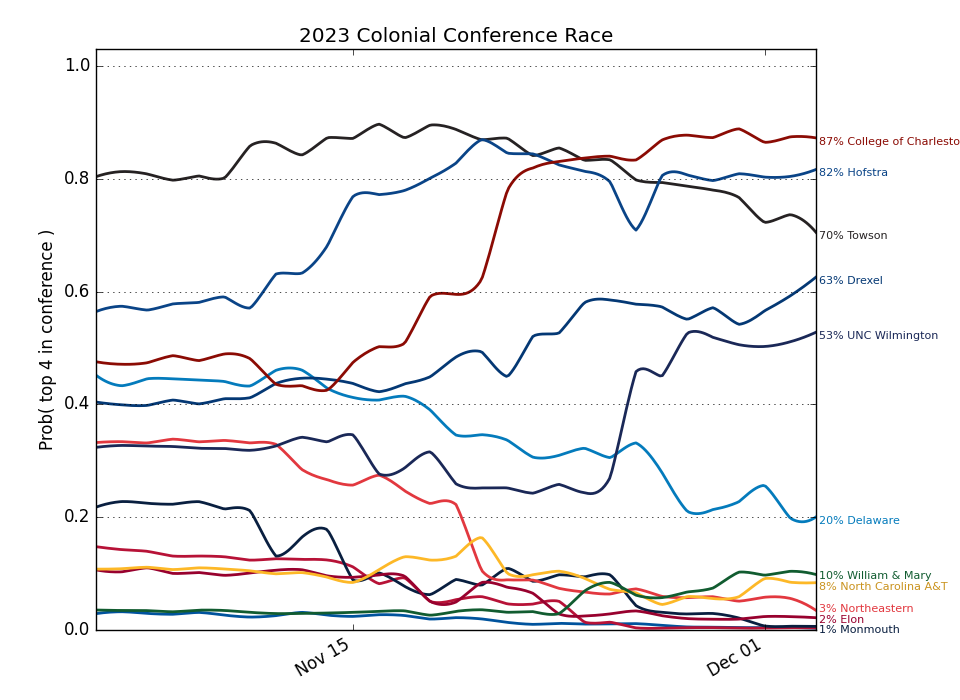 2023 Colonial Conference Race
Prob( top 4 in conference )
1.0
0.8
0.6
0.4
0.2
0.0
Nov 15
Dec 01
87% College of Charlesto
82% Hofstra
70% Towson
63% Drexel
53% UNC Wilmington
20% Delaware
10% William & Mary
8% North Carolina A&T
3% Northeastern
2% Elon
1% Monmouth